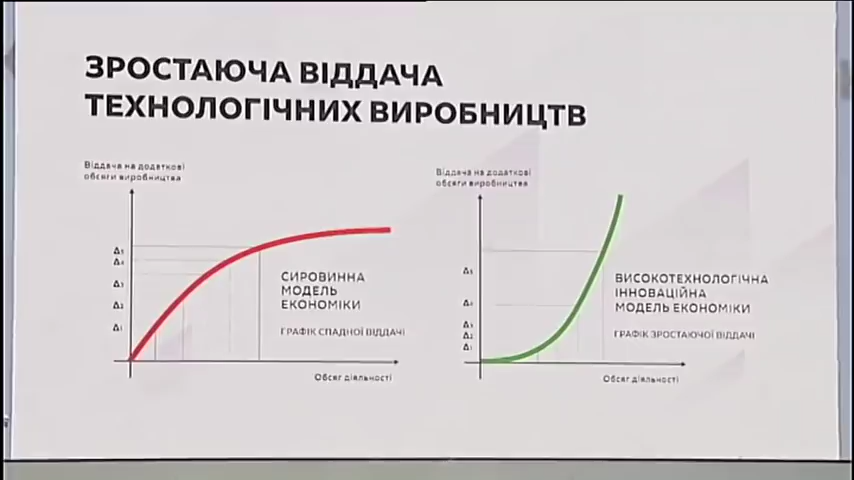 ЗРОСТАЮЧА ВІДДАЧА
ТЕХНОЛОГІЧНИХ ВИРОБНИЦТВ
Віддача на додаткові
обсяги виробництва
Δ5
Δ4
Δ3
Δ2
Δ1
СИРОВИННА
МОДЕЛЬ
ЕКОНОМІКИ
ГРАФІК СПАДНОЇ ВІДДАЧІ
Обсяг діяльності
Віддача на додаткові
обсяги виробництва
Δ5
Δ4
Δ3
Δ2
Δ1
ВИСОКОТЕХНОЛОГІЧНА
ІННОВАЦІЙНА
МОДЕЛЬ ЕКОНОМІКИ
ГРАФІК ЗРОСТАЮЧОЇ ВІДДАЧІ
Обсяг діяльності